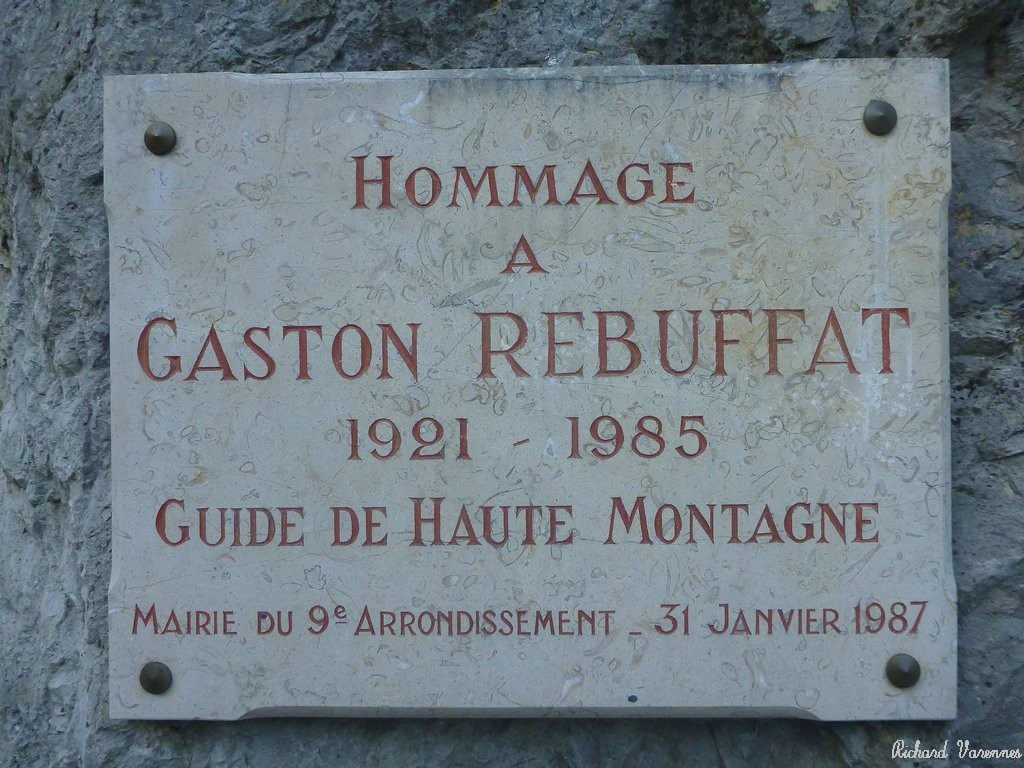 HOMMAGE
A
GASTON REBUFFAT
1921 - 1985
GUIDE DE HAUTE MONTAGNE
MAIRIE DU 9e ARRONDISSEMENT - 31 JANVIER 1987
Richard Varennes